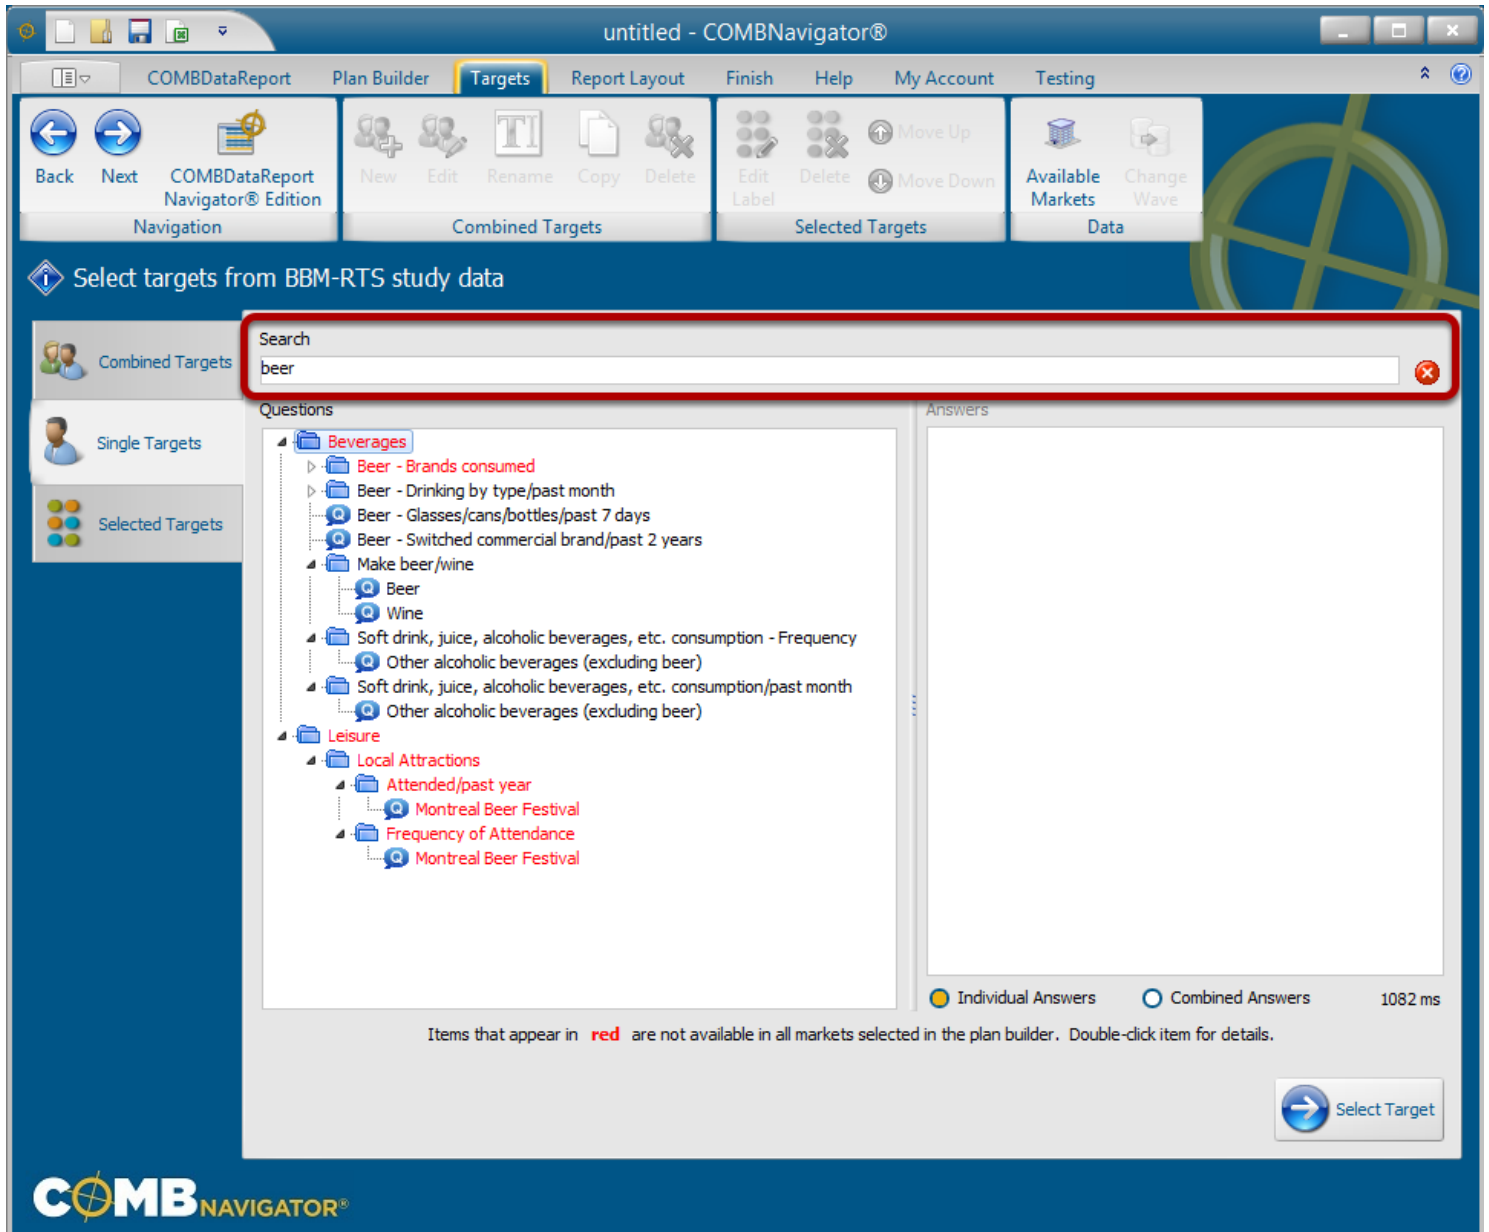 untitled - COMBNavigator®
COMBDataReport Plan Builder Targets Report Layout Finish Help My Account Testing
Back Next COMBDataReport Navigator® Edition
New Edit Rename Copy Delete
Edit Label Delete Move Up Move Down
Available Markets Change Wave
Navigation Combined Targets Selected Targets Data
Select targets from BBM-RTS study data
Combined Targets
Single Targets
Selected Targets
Search
beer
Questions
Beverages
Beer - Brands consumed
Beer - Drinking by type/past month
Q Beer - Glasses/cans/bottles/past 7 days
Q Beer - Switched commercial brand/past 2 years
Make beer/wine
Q Beer
Q Wine
Soft drink, juice, alcoholic beverages, etc. consumption - Frequency
Q Other alcoholic beverages (excluding beer)
Soft drink, juice, alcoholic beverages, etc. consumption/past month
Q Other alcoholic beverages (excluding beer)
Leisure
Local Attractions
Attended/past year
Q Montreal Beer Festival
Frequency of Attendance
Q Montreal Beer Festival
Answers
Individual Answers Combined Answers 1082 ms
Items that appear in red are not available in all markets selected in the plan builder. Double-click item for details.
Select Target
COMBNAVIGATOR®